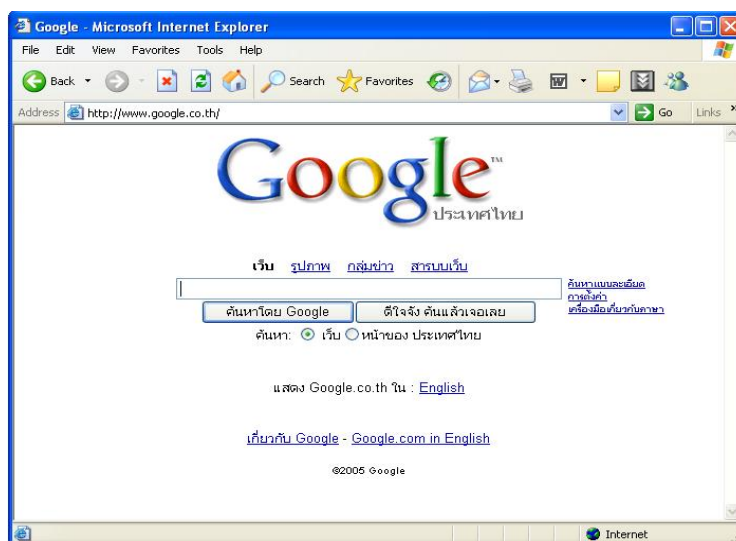 Google - Microsoft Internet Explorer
File Edit View Favorites Tools Help
Back Search Favorites
Address http://www.google.co.th/ Go Links »
Google™
ประเทศไทย
เว็บ รูปภาพ กลุ่มข่าว สารบบเว็บ
ค้นหาแบบละเอียด
การตั้งค่า
เครื่องมือเกี่ยวกับภาษา
ค้นหาโดย Google ดีใจจัง ค้นแล้วเจอเลย
ค้นหา: เว็บ หน้าของ ประเทศไทย
แสดง Google.co.th ใน : English
เกี่ยวกับ Google - Google.com in English
©2005 Google
Internet